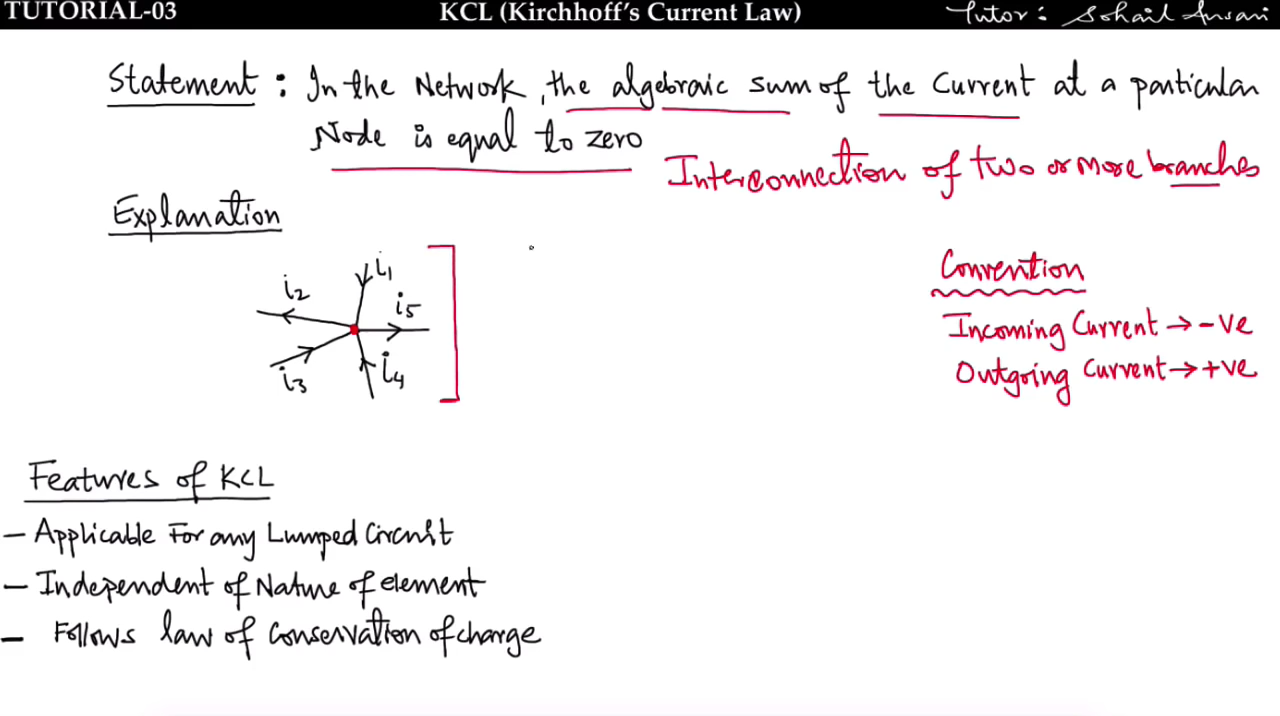 TUTORIAL-03
KCL (Kirchhoff's Current Law)
Tutor : Sohail Ansari
Statement : In the Network, the algebraic sum of the Current at a particular
Node is equal to zero
Interconnection of two or more branches
Explanation
i1
i2
i5
i3
i4
Convention
Incoming Current → -ve
Outgoing Current → +ve
Features of KCL
- Applicable For any Lumped Circuit
- Independent of Nature of element
- Follows law of Conservation of charge